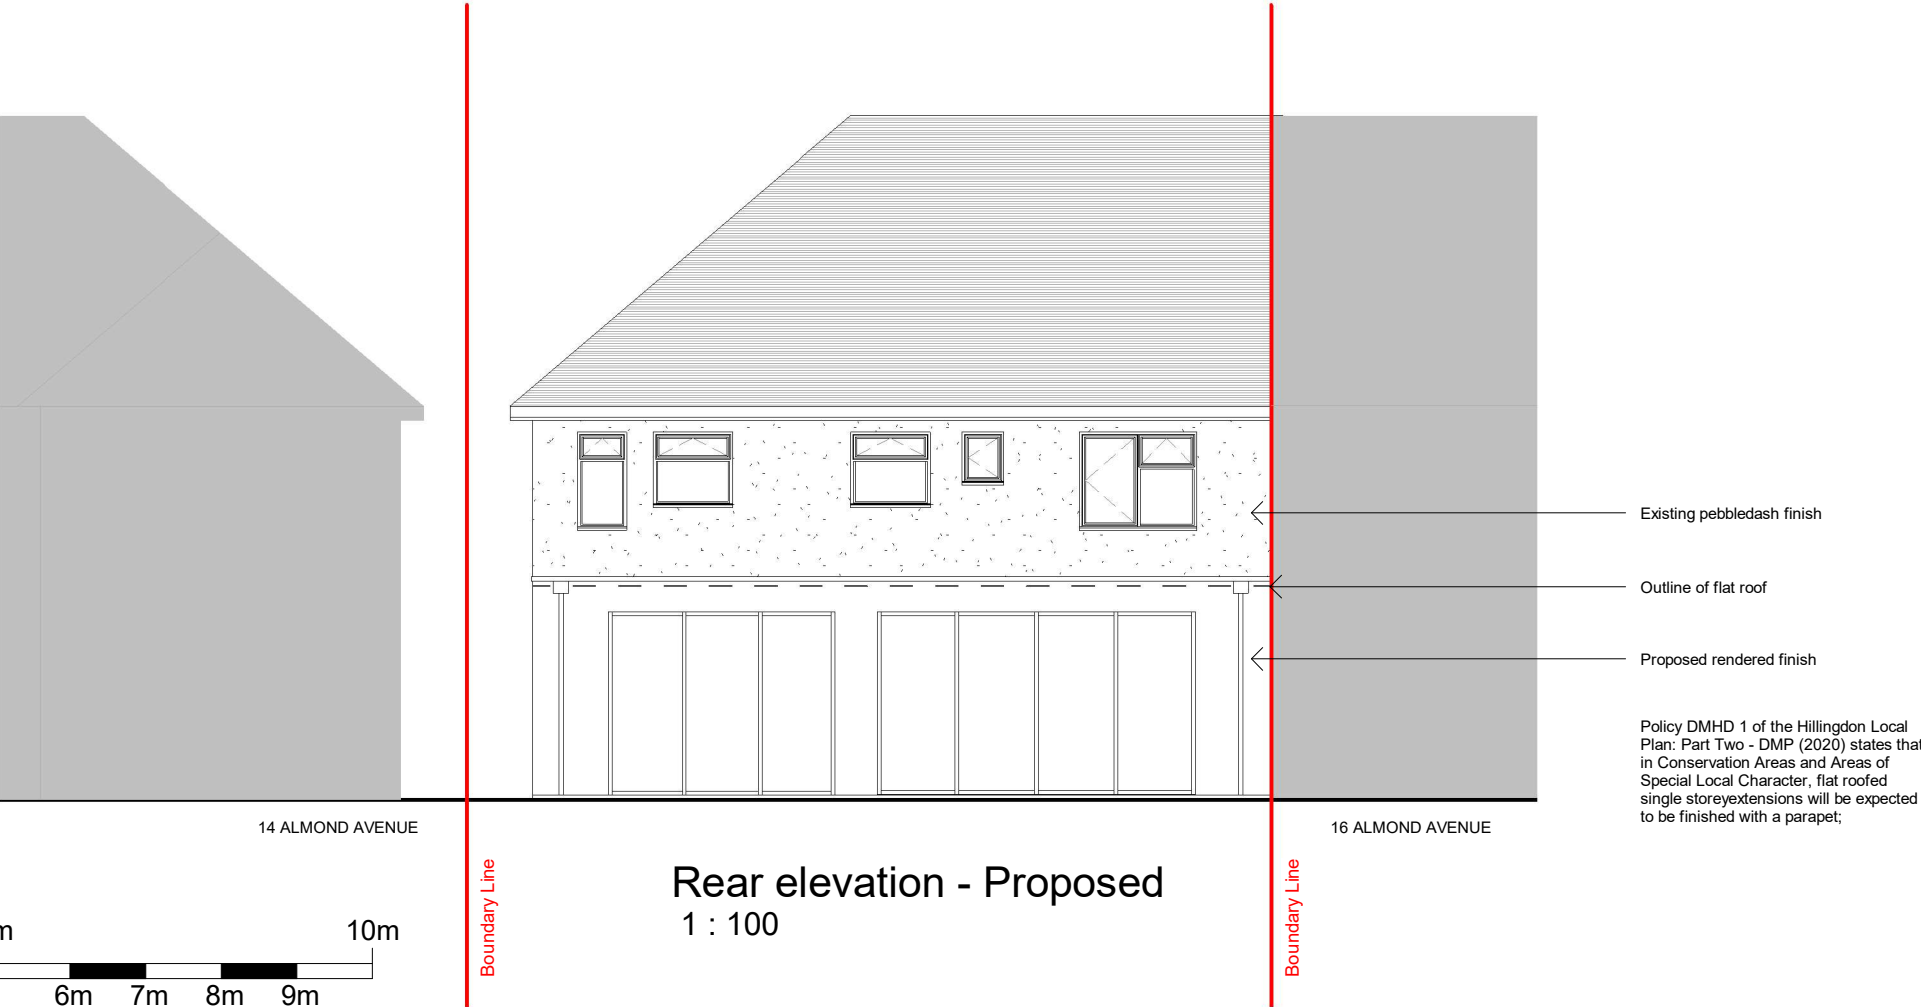 Existing pebbledash finish
Outline of flat roof
Proposed rendered finish
Policy DMHD 1 of the Hillingdon Local
Plan: Part Two - DMP (2020) states that
in Conservation Areas and Areas of
Special Local Character, flat roofed
single storeyextensions will be expected
to be finished with a parapet;
14 ALMOND AVENUE
16 ALMOND AVENUE
Boundary Line
Rear elevation - Proposed
1 : 100
Boundary Line
m
10m
6m 7m 8m 9m